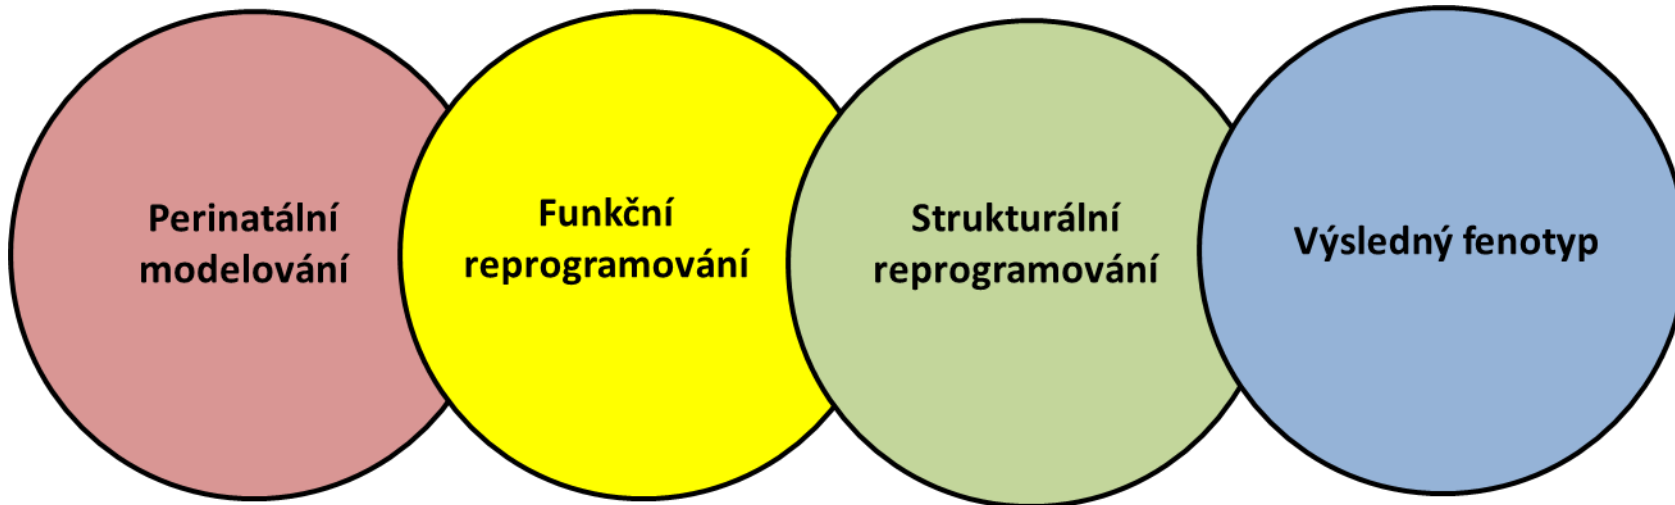 Perinatální
modelování
Funkční
reprogramování
Strukturální
reprogramování
Výsledný fenotyp